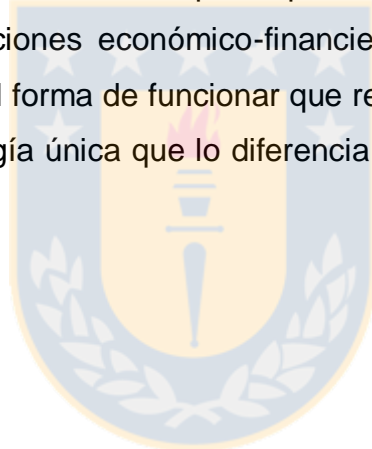 ciones económico-financie
l forma de funcionar que re
gía única que lo diferencia